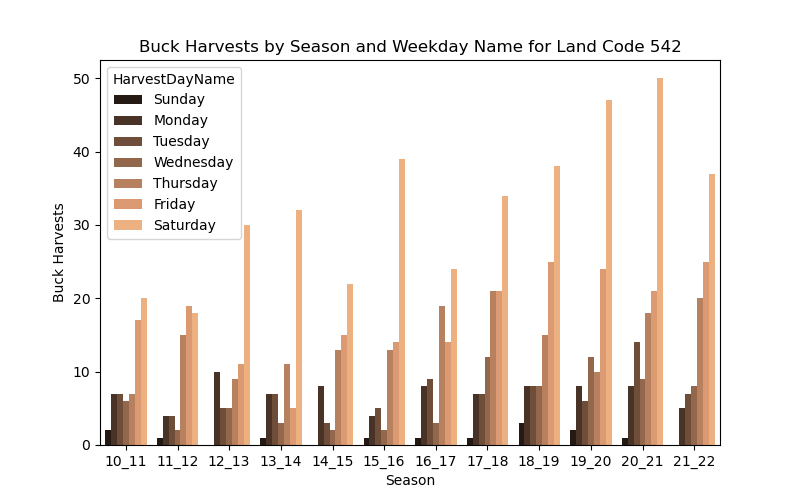 Buck Harvests by Season and Weekday Name for Land Code 542
HarvestDayName
Sunday
Monday
Tuesday
Wednesday
Thursday
Friday
Saturday
50
40
30
20
10
0
Buck Harvests
10_11 11_12 12_13 13_14 14_15 15_16 16_17 17_18 18_19 19_20 20_21 21_22
Season